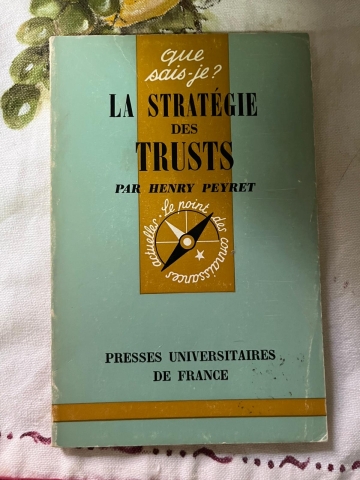 que
sais-je?
LA STRATÉGIE
DES
TRUSTS
PAR HENRY PEYRET
Le point des connaissances actuelles
PRESSES UNIVERSITAIRES
DE FRANCE